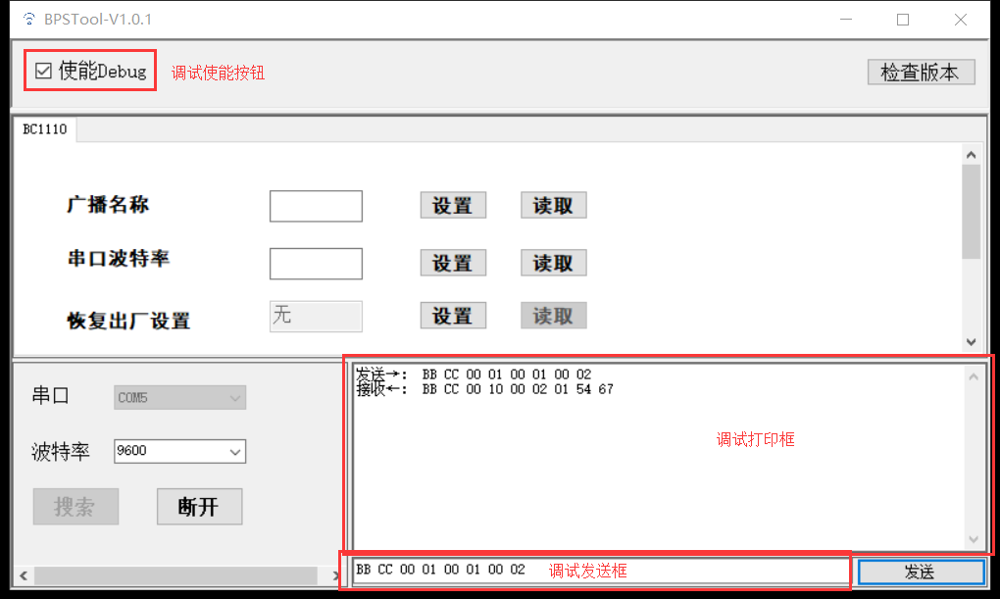 BPSTool-V1.0.1
使能Debug
调试使能按钮
检查版本
BC1110
广播名称
设置
读取
串口波特率
设置
读取
恢复出厂设置
无
设置
读取
串口
COM5
波特率
9600
搜索
断开
发送→: BB CC 00 01 00 01 00 02
接收←: BB CC 00 10 00 02 01 54 67
调试打印框
BB CC 00 01 00 01 00 02
调试发送框
发送